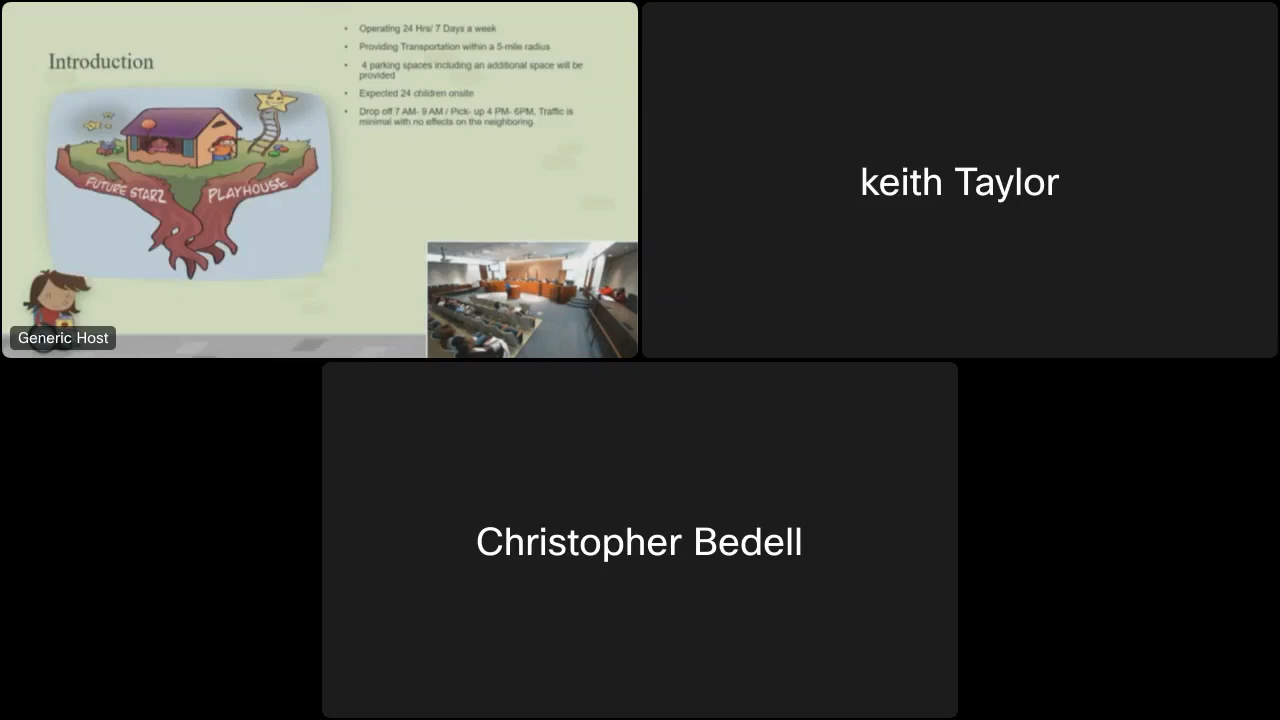 Introduction
FUTURE STARZ PLAYHOUSE
• Operating 24 Hrs/ 7 Days a week
• Providing Transportation within a 5-mile radius
• 4 parking spaces including an additional space will be
provided
• Expected 24 children onsite
• Drop off 7 AM- 9 AM / Pick- up 4 PM- 6PM, Traffic is
minimal with no effects on the neighboring.
Generic Host
keith Taylor
Christopher Bedell